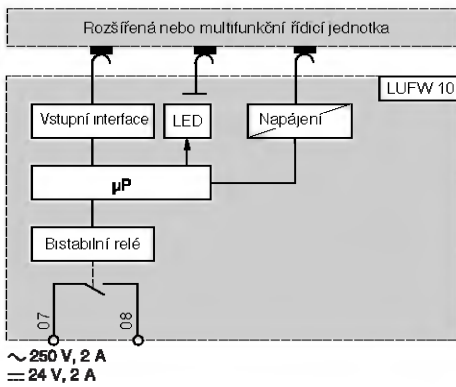 Rozšířená nebo multifunkční řídicí jednotka
LUFW 10
Vstupní interface
LED
Napájení
µP
Bistabilní relé
07
08
~ 250 V, 2 A
⎓ 24 V, 2 A